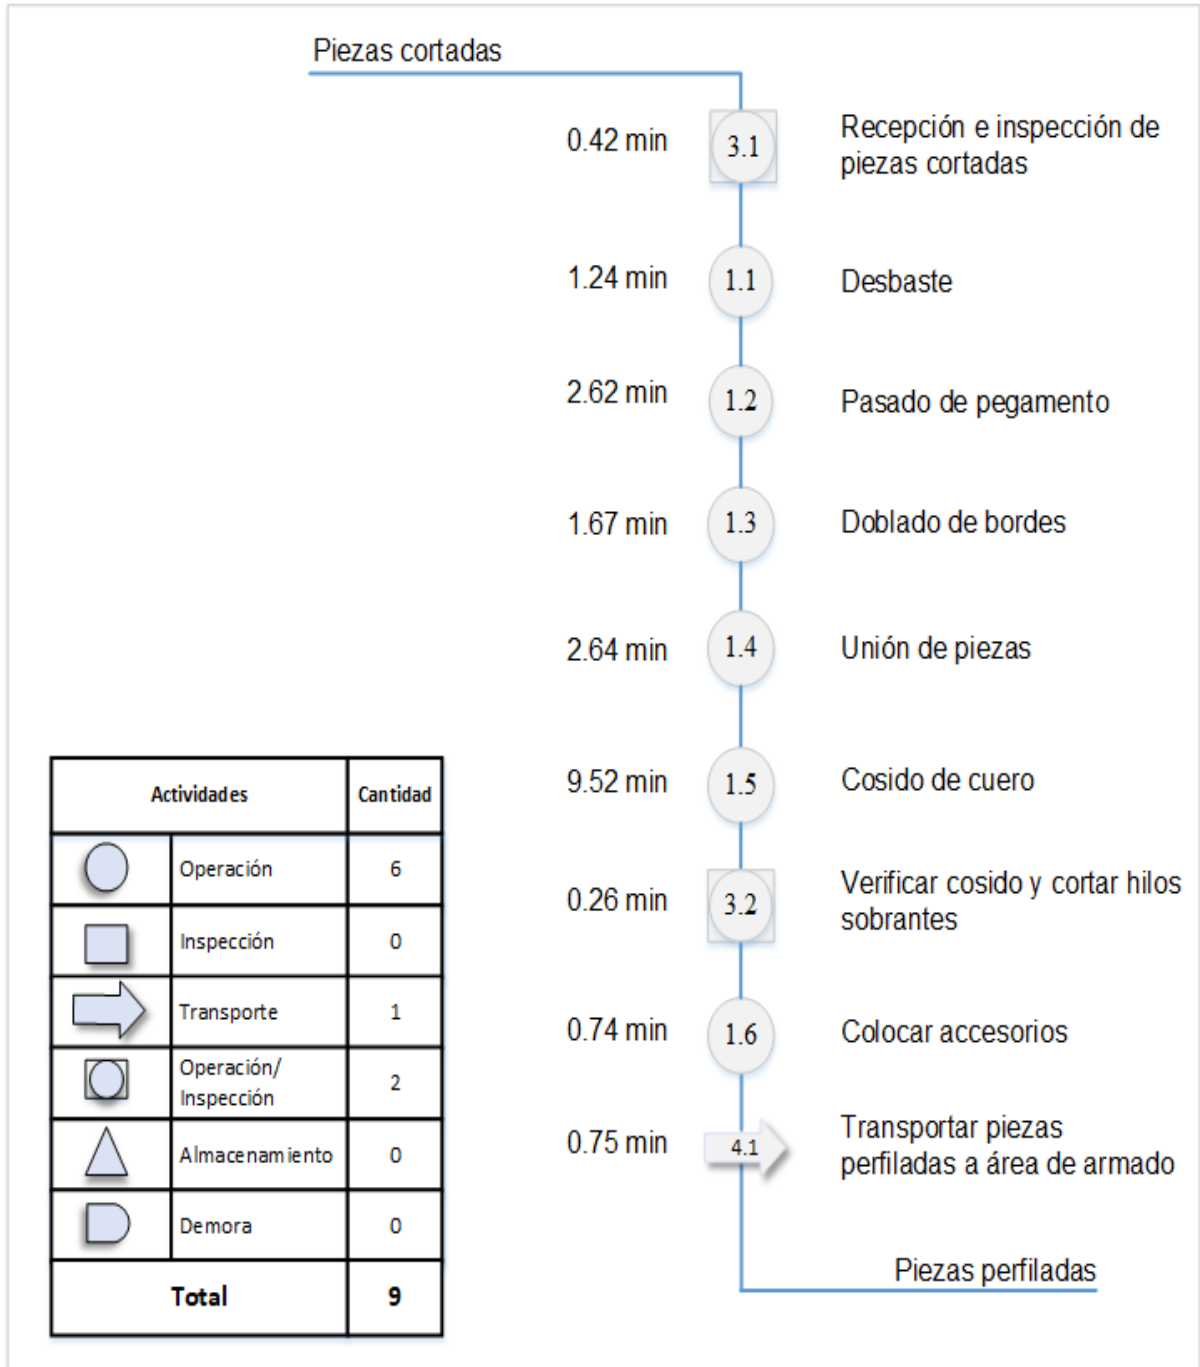 Piezas cortadas
0.42 min 3.1 Recepción e inspección de
piezas cortadas
1.24 min 1.1 Desbaste
2.62 min 1.2 Pasado de pegamento
1.67 min 1.3 Doblado de bordes
2.64 min 1.4 Unión de piezas
9.52 min 1.5 Cosido de cuero
0.26 min 3.2 Verificar cosido y cortar hilos
sobrantes
0.74 min 1.6 Colocar accesorios
0.75 min 4.1 Transportar piezas
perfiladas a área de armado
Piezas perfiladas
Actividades Cantidad
Operación 6
Inspección 0
Transporte 1
Operación/
Inspección 2
Almacenamiento 0
Demora 0
Total 9